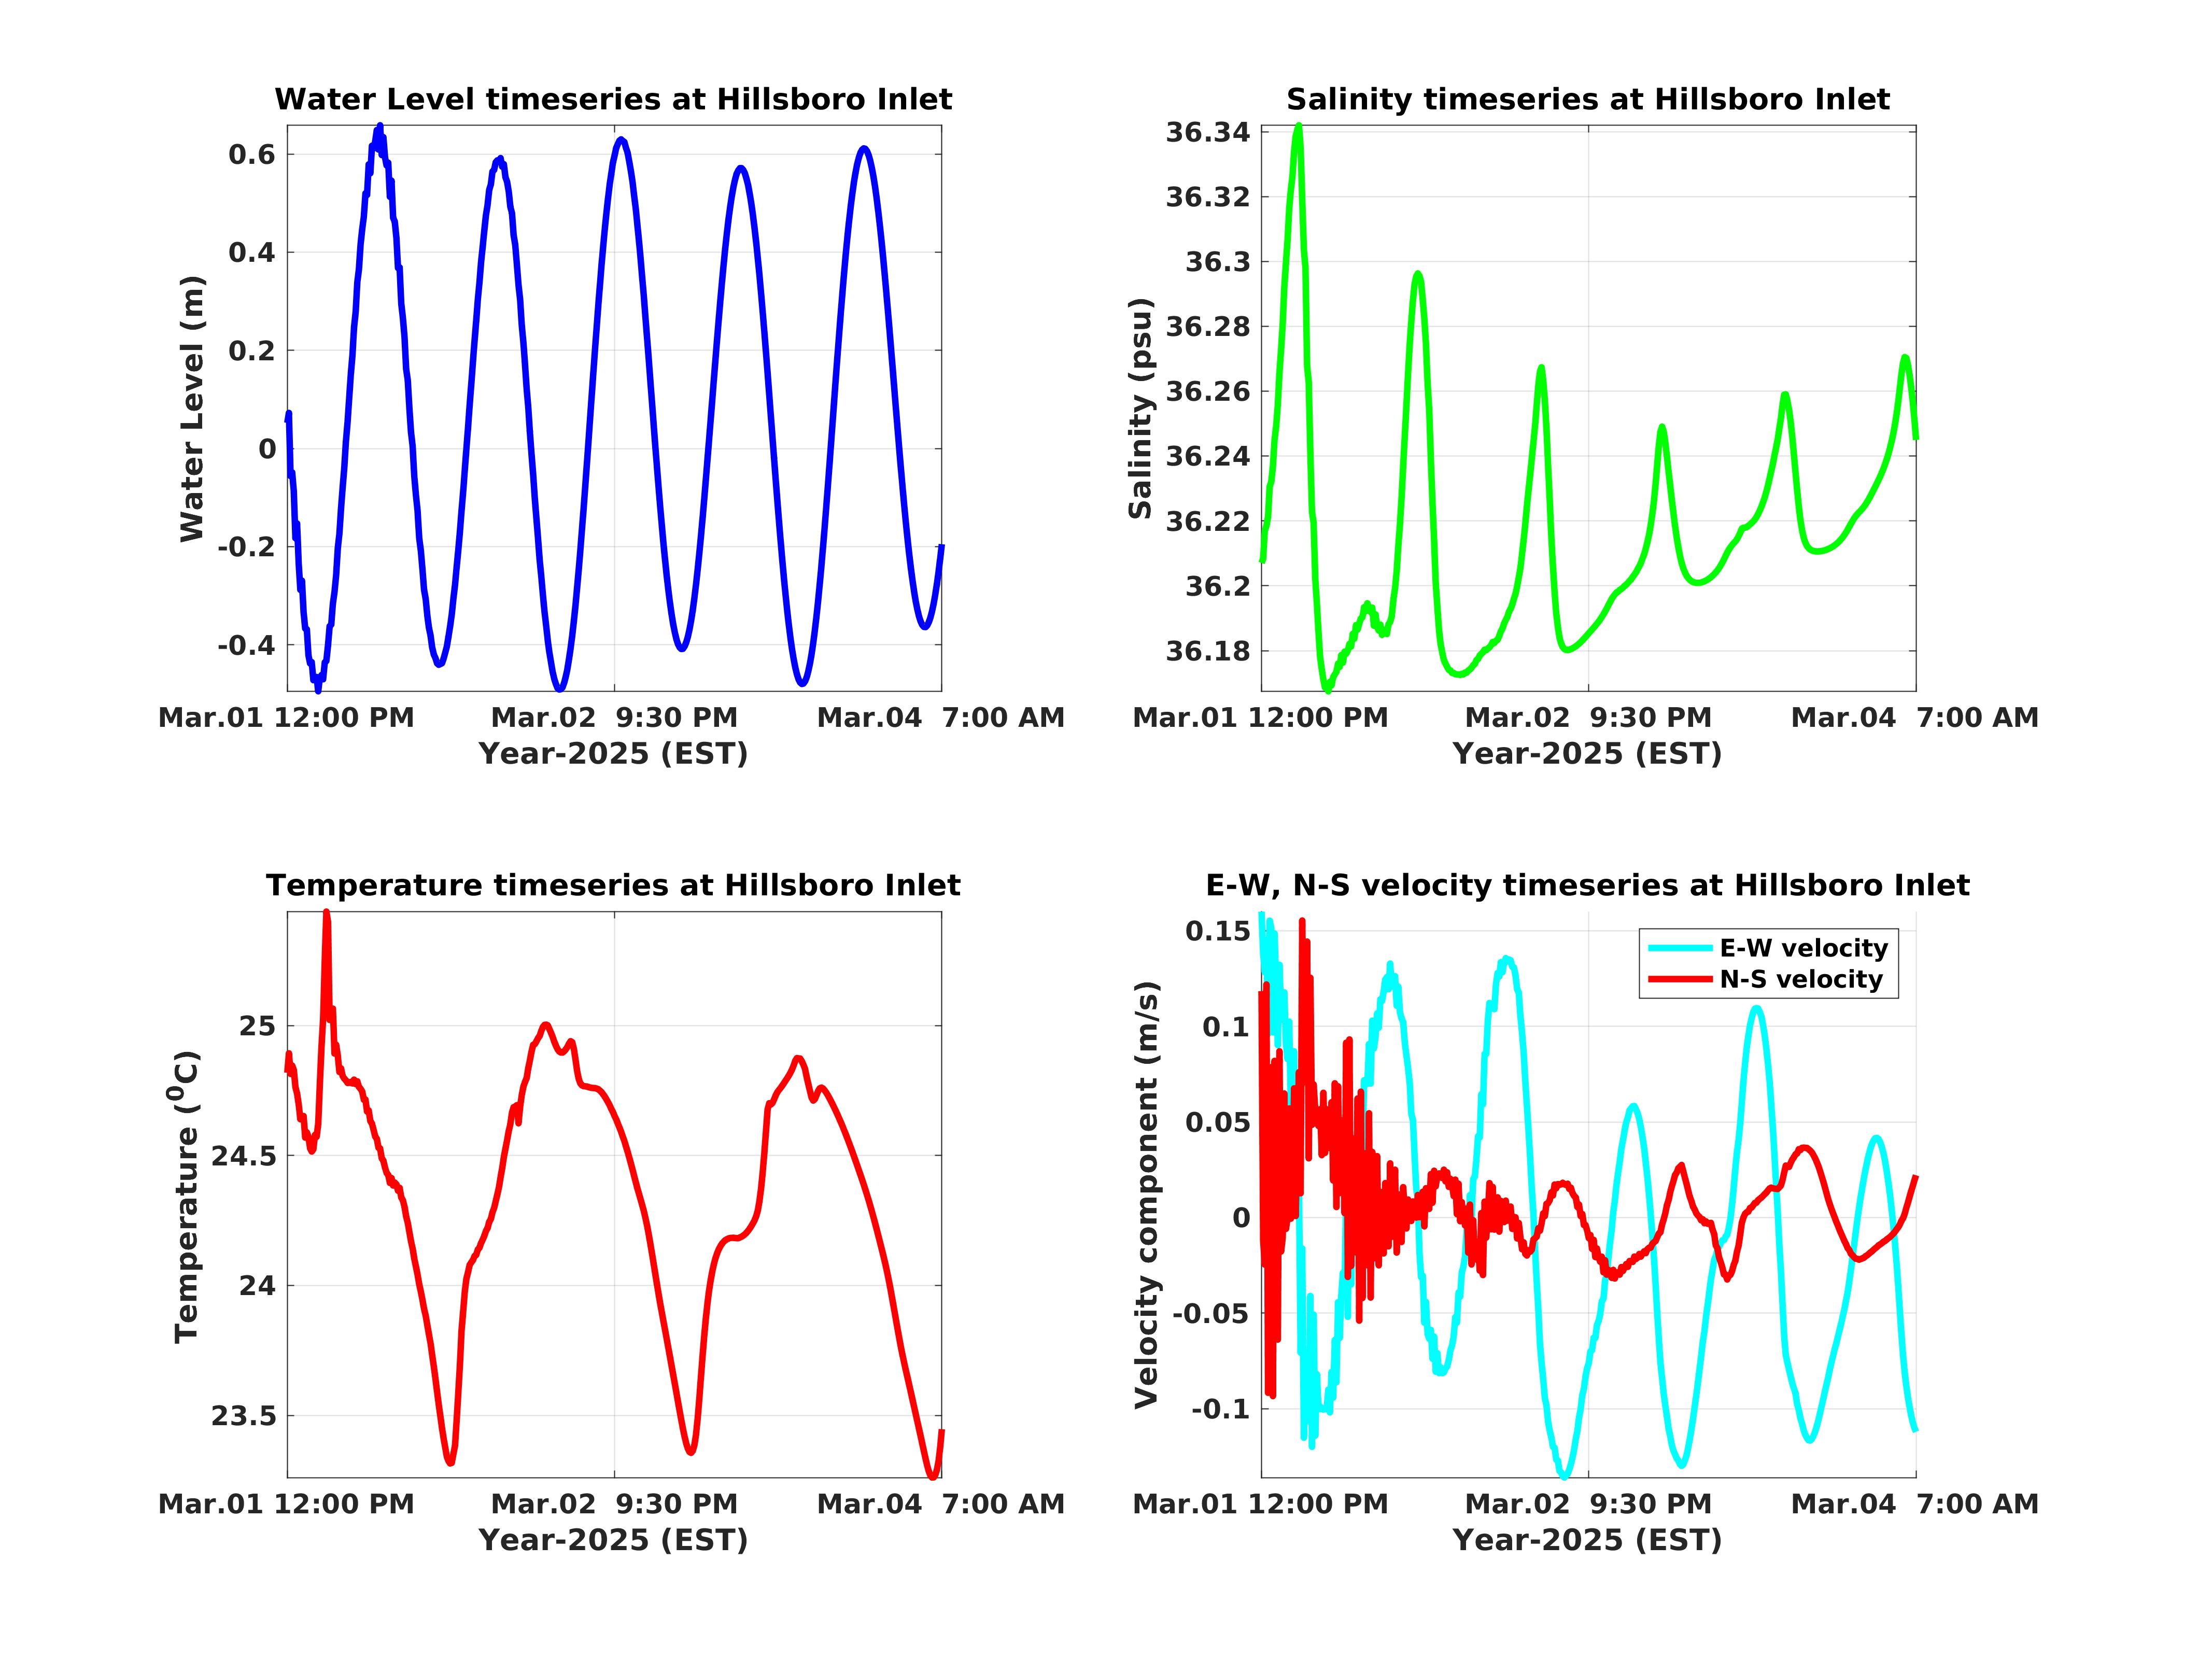 Water Level timeseries at Hillsboro Inlet
0.6
0.4
0.2
0
-0.2
-0.4
Water Level (m)
Mar.01 12:00 PM Mar.02 9:30 PM Mar.04 7:00 AM
Year-2025 (EST)
Salinity timeseries at Hillsboro Inlet
36.34
36.32
36.3
36.28
36.26
36.24
36.22
36.2
36.18
Salinity (psu)
Mar.01 12:00 PM Mar.02 9:30 PM Mar.04 7:00 AM
Year-2025 (EST)
Temperature timeseries at Hillsboro Inlet
25
24.5
24
23.5
Temperature (⁰C)
Mar.01 12:00 PM Mar.02 9:30 PM Mar.04 7:00 AM
Year-2025 (EST)
E-W, N-S velocity timeseries at Hillsboro Inlet
0.15
0.1
0.05
0
-0.05
-0.1
Velocity component (m/s)
E-W velocity
N-S velocity
Mar.01 12:00 PM Mar.02 9:30 PM Mar.04 7:00 AM
Year-2025 (EST)